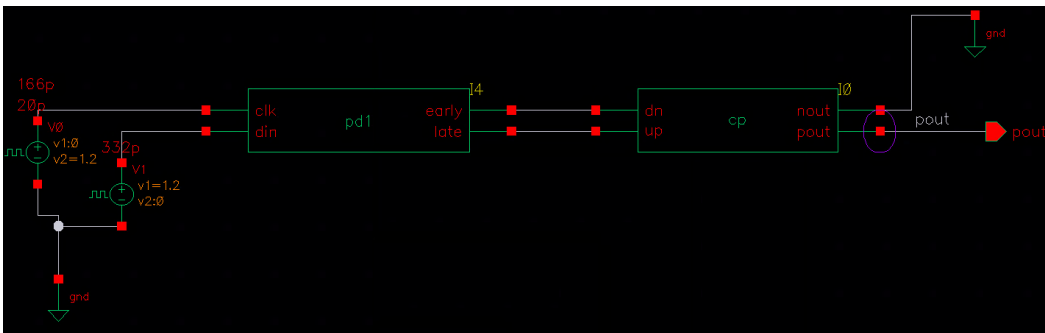 166p
20p
V0
v1:0
v2=1.2
332p
V1
v1=1.2
v2:0
gnd
clk
din
pd1
early
late
I4
dn
up
cp
nout
pout
I0
gnd
pout
pout